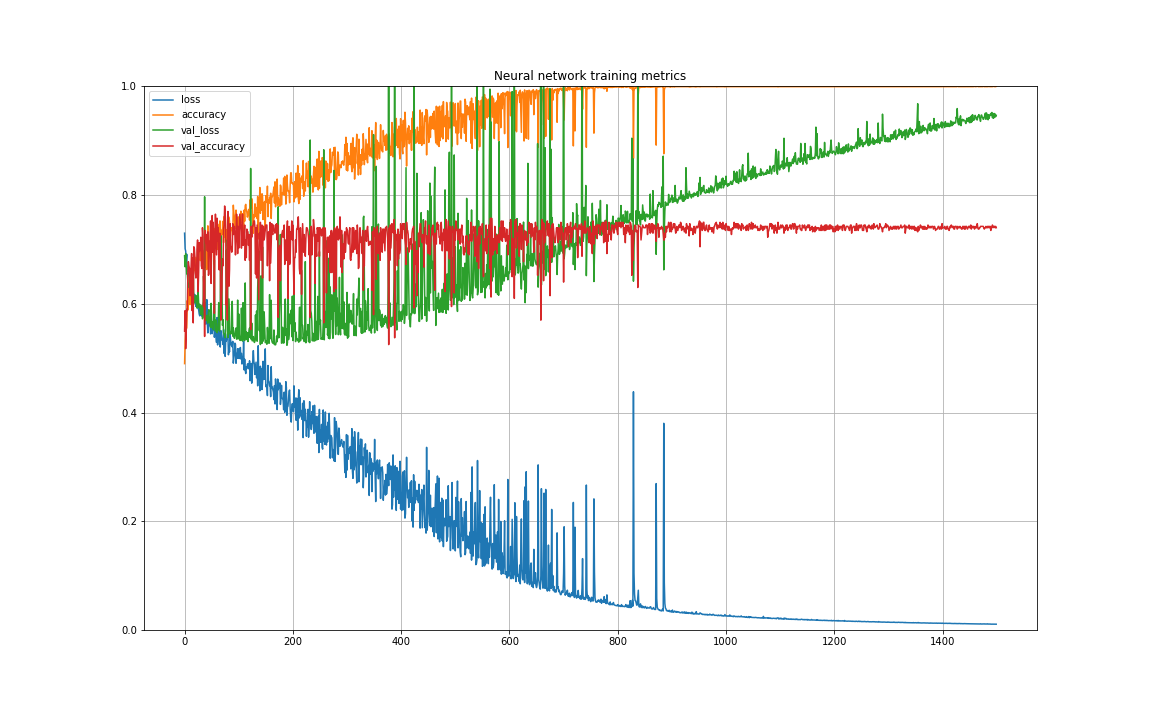 Neural network training metrics
1.0
loss
accuracy
val_loss
val_accuracy
0.8
0.6
0.4
0.2
0.0
0 200 400 600 800 1000 1200 1400